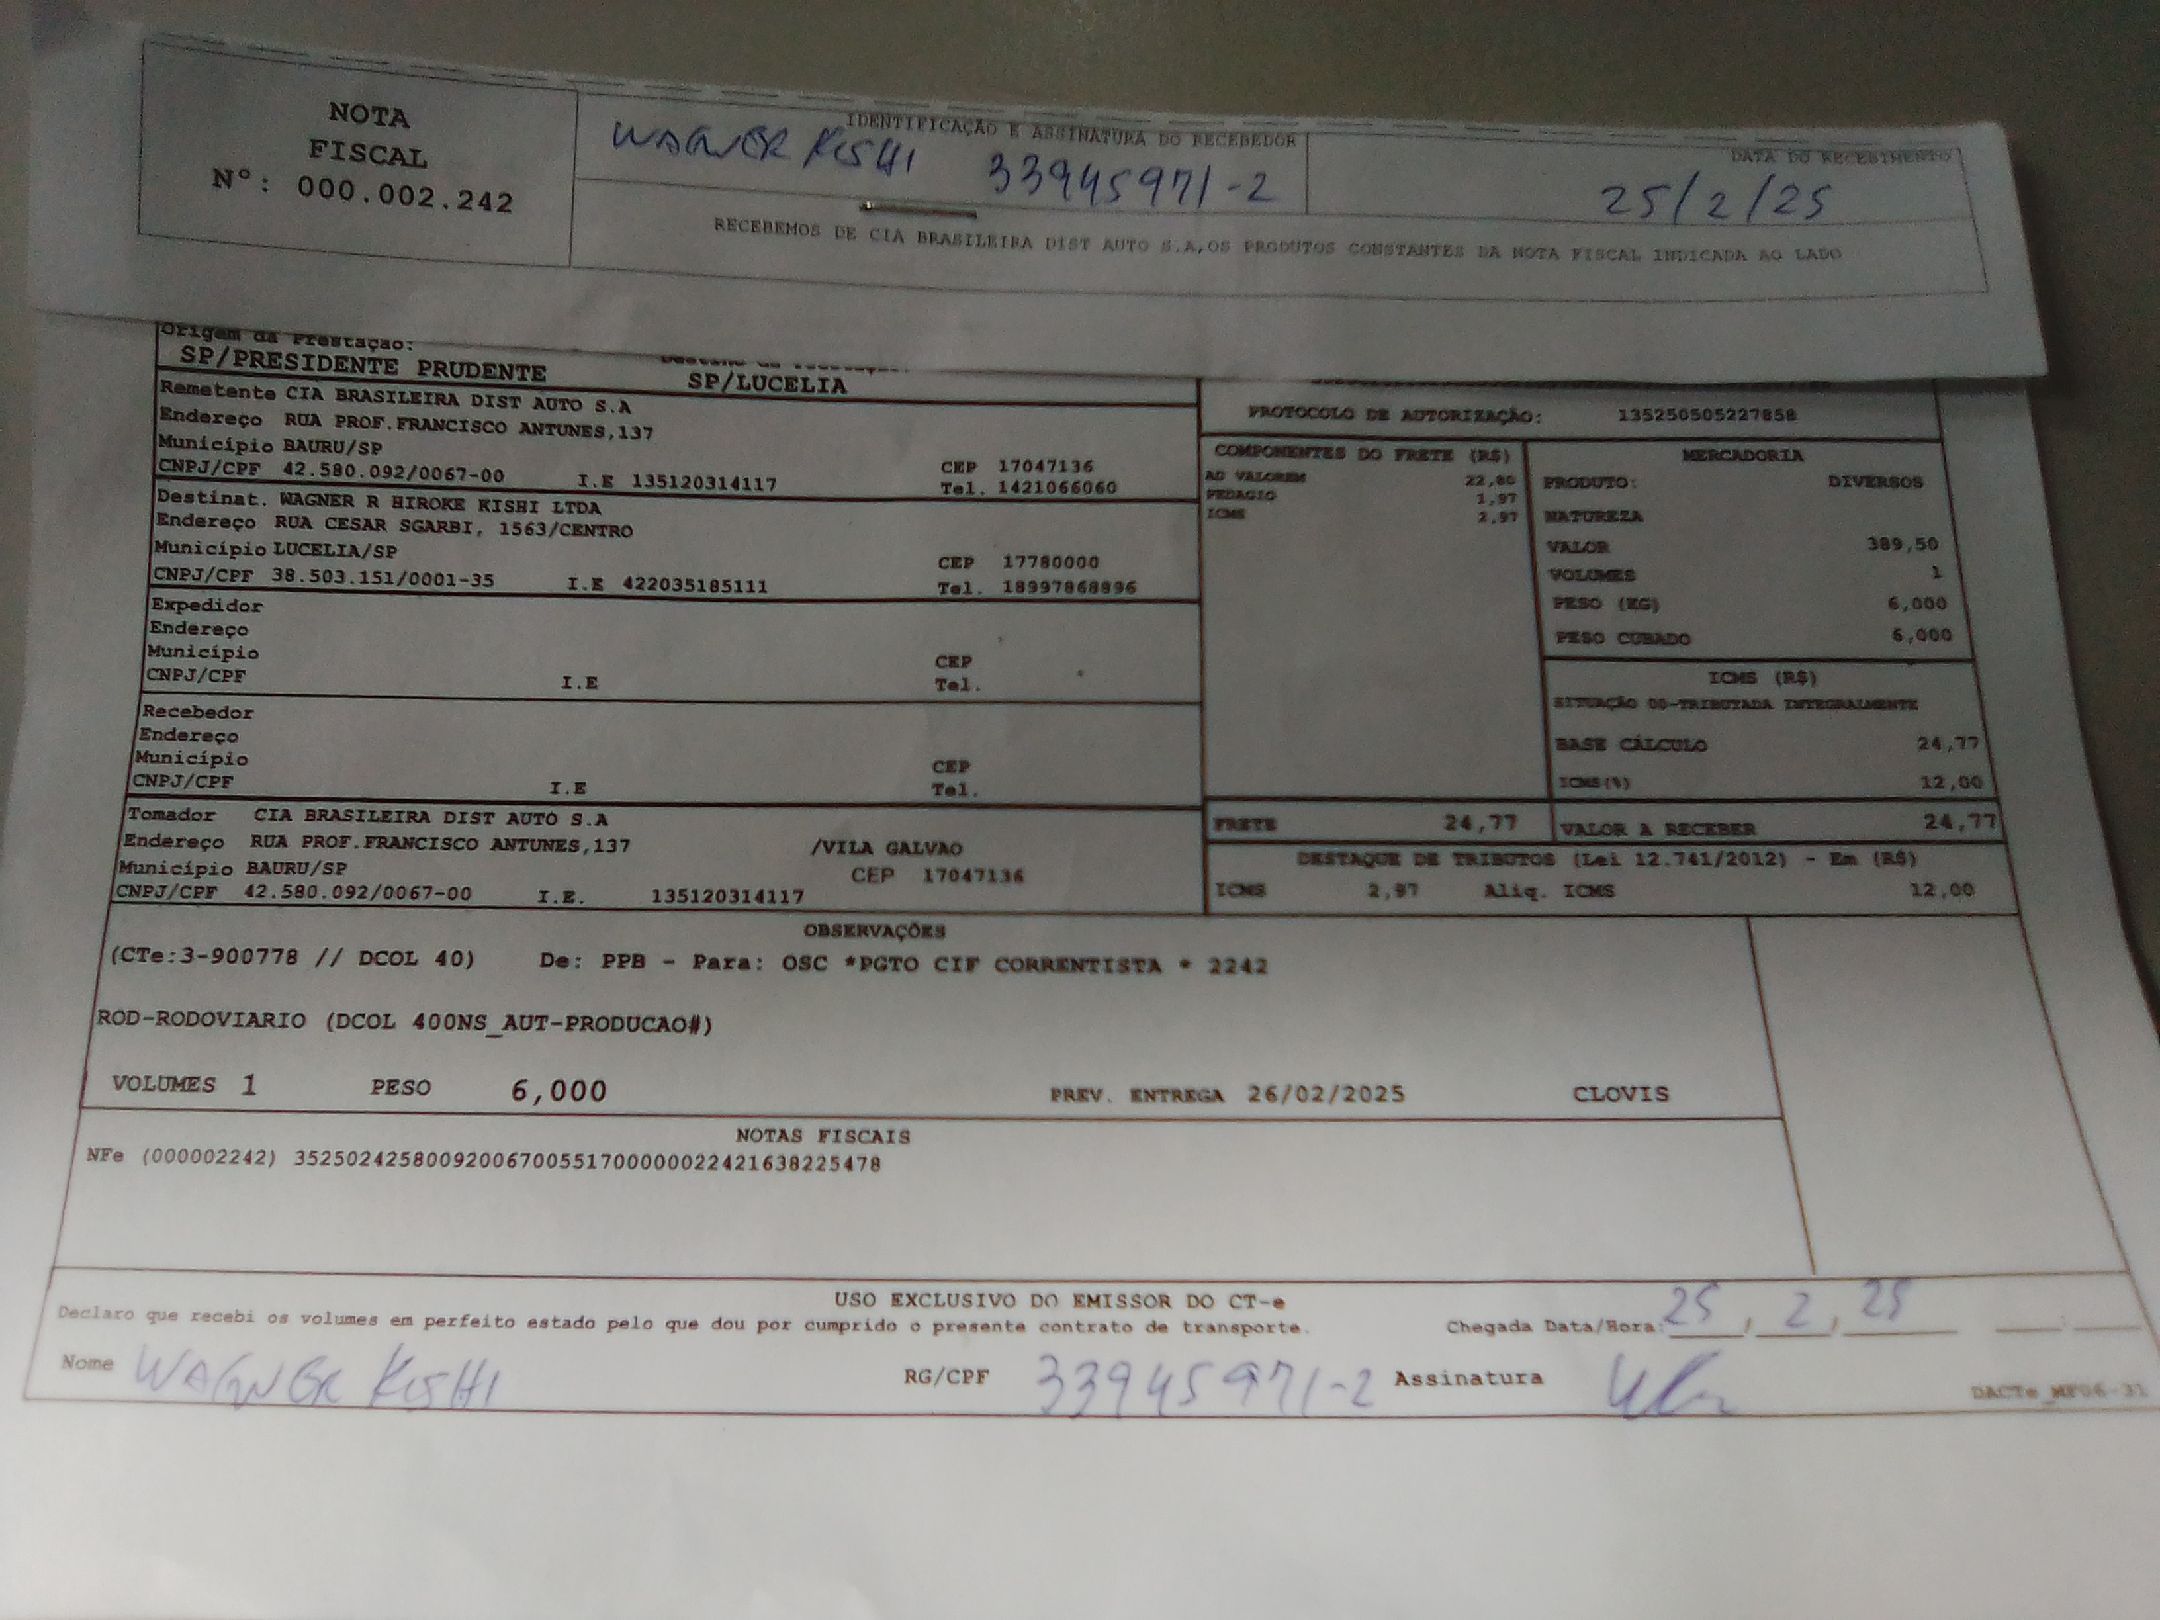 NOTA
FISCAL
Nº: 000.002.242
IDENTIFICAÇÃO E ASSINATURA DO RECEBEDOR
WAGNER KISHI 33945971-2
DATA DO RECEBIMENTO
25/2/25
RECEBEMOS DE CIA BRASILEIRA DIST AUTO S.A,OS PRODUTOS CONSTANTES DA NOTA FISCAL INDICADA AO LADO
Origem da Prestação:
SP/PRESIDENTE PRUDENTE SP/LUCELIA
Remetente CIA BRASILEIRA DIST AUTO S.A
Endereço RUA PROF.FRANCISCO ANTUNES,137
Município BAURU/SP CEP 17047136
CNPJ/CPF 42.580.092/0067-00 I.E 135120314117 Tel. 1421066060
Destinat. WAGNER R HIROKE KISHI LTDA
Endereço RUA CESAR SGARBI, 1563/CENTRO
Município LUCELIA/SP CEP 17780000
CNPJ/CPF 38.503.151/0001-35 I.E 422035185111 Tel. 18997868896
Expedidor
Endereço
Município CEP
CNPJ/CPF I.E Tel.
Recebedor
Endereço
Município CEP
CNPJ/CPF I.E Tel.
Tomador CIA BRASILEIRA DIST AUTO S.A
Endereço RUA PROF.FRANCISCO ANTUNES,137 /VILA GALVAO
Município BAURU/SP CEP 17047136
CNPJ/CPF 42.580.092/0067-00 I.E. 135120314117
PROTOCOLO DE AUTORIZAÇÃO: 135250505227858
COMPONENTES DO FRETE (R$)
AD VALOREM 22,80
PEDAGIO 1,97
ICMS 2,97
MERCADORIA
PRODUTO: DIVERSOS
NATUREZA
VALOR 389,50
VOLUMES 1
PESO (KG) 6,000
PESO CUBADO 6,000
ICMS (R$)
SITUAÇÃO 00-TRIBUTADA INTEGRALMENTE
BASE CÁLCULO 24,77
ICMS(%) 12,00
FRETE 24,77 VALOR A RECEBER 24,77
DESTAQUE DE TRIBUTOS (Lei 12.741/2012) - Em (R$)
ICMS 2,97 Aliq. ICMS 12,00
OBSERVAÇÕES
(CTe:3-900778 // DCOL 40) De: PPB - Para: OSC *PGTO CIF CORRENTISTA * 2242
ROD-RODOVIARIO (DCOL 400NS_AUT-PRODUCAO#)
VOLUMES 1 PESO 6,000 PREV. ENTREGA 26/02/2025 CLOVIS
NOTAS FISCAIS
NFe (000002242) 35250242580092006700551700000022421638225478
USO EXCLUSIVO DO EMISSOR DO CT-e
Declaro que recebi os volumes em perfeito estado pelo que dou por cumprido o presente contrato de transporte. Chegada Data/Hora: 25, 2, 25
Nome WAGNER KISHI RG/CPF 33945971-2 Assinatura
DACTe_MF06-31